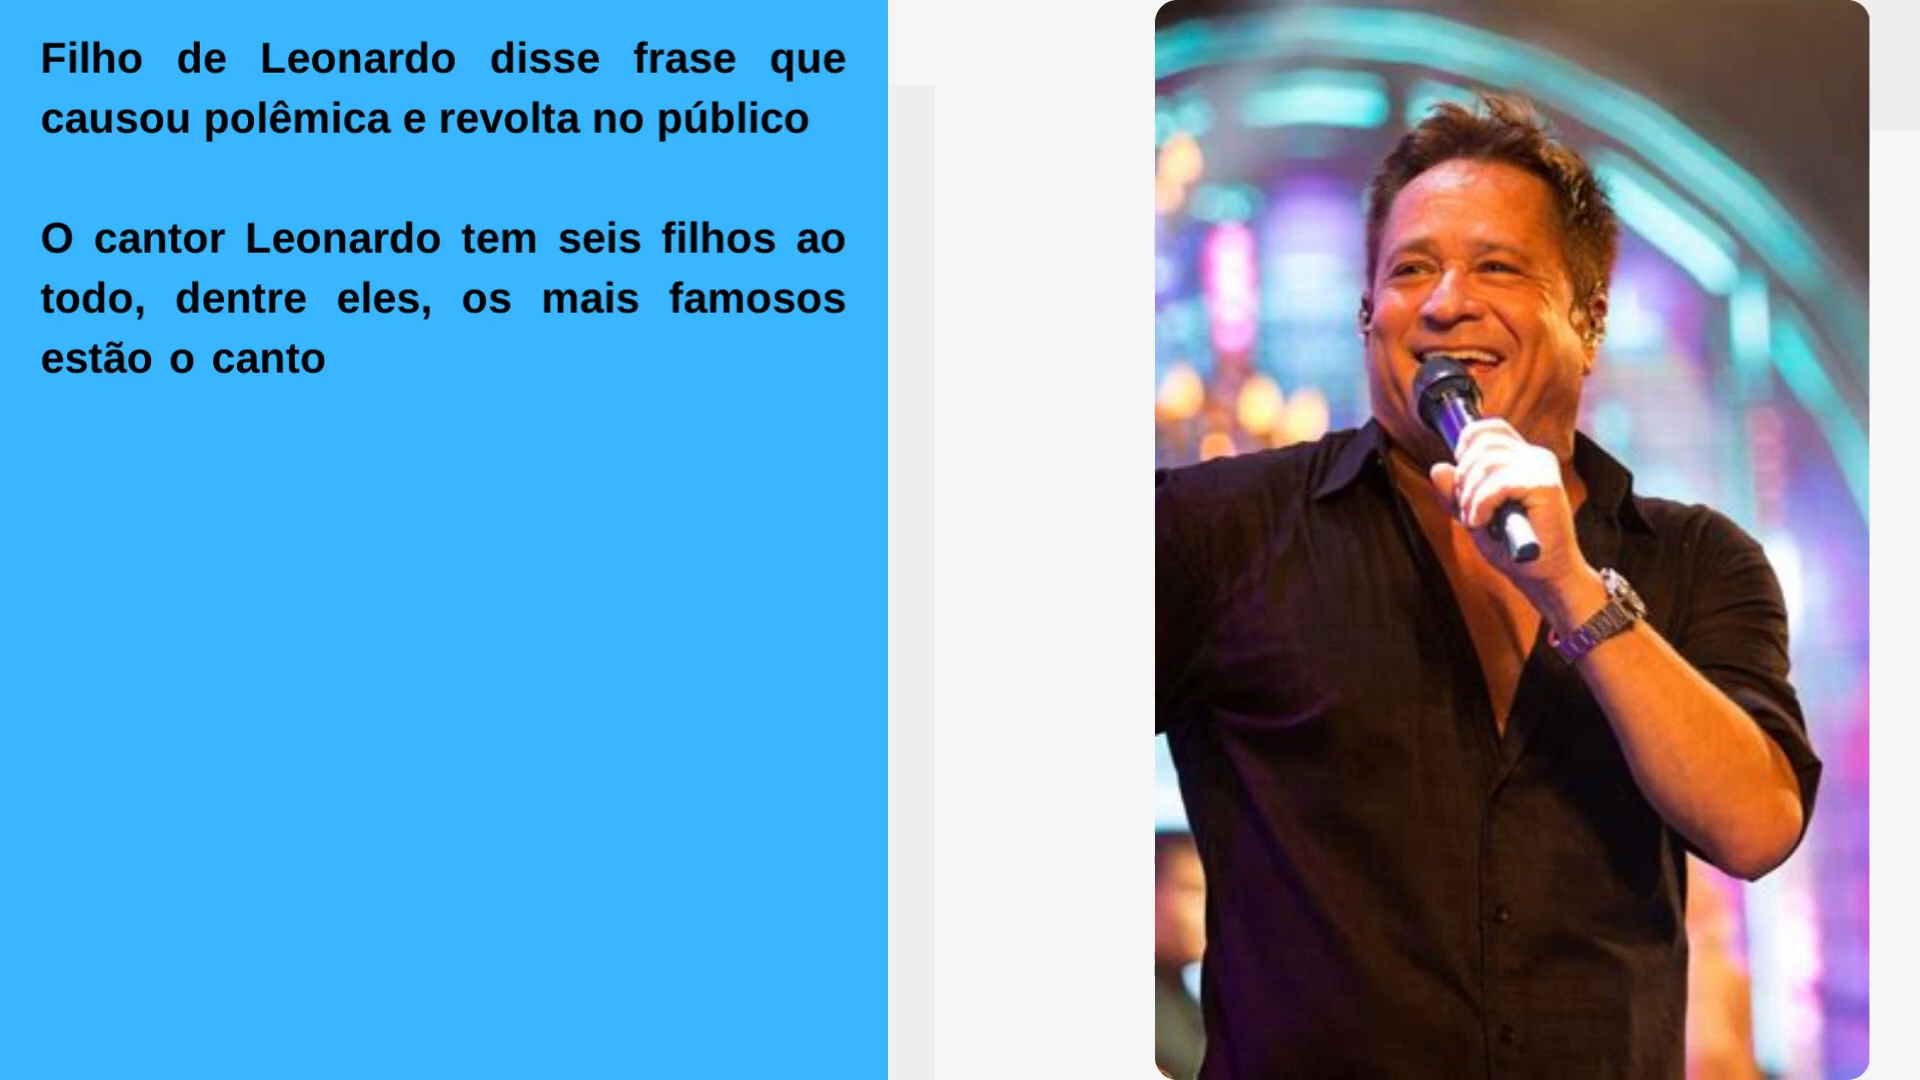 Filho de Leonardo disse frase que
causou polêmica e revolta no público
O cantor Leonardo tem seis filhos ao
todo, dentre eles, os mais famosos
estão o canto